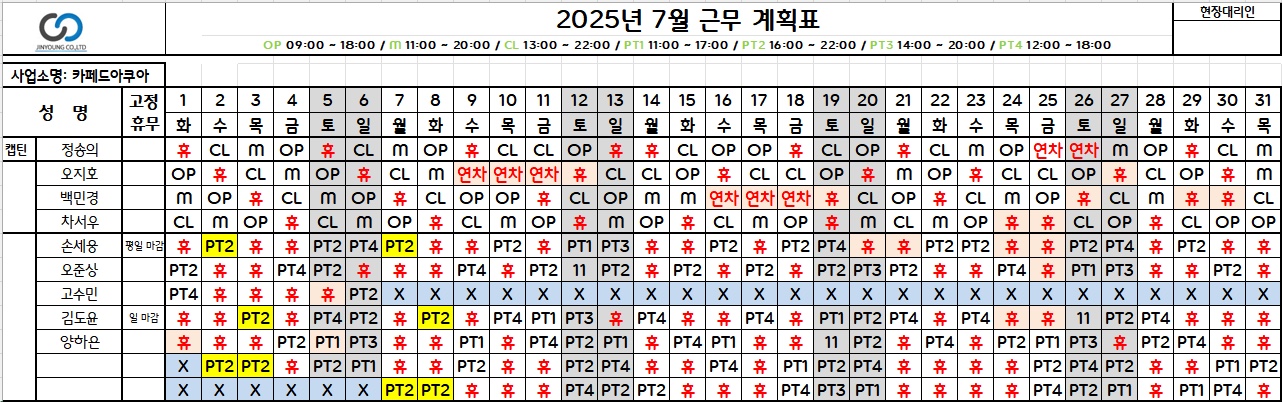 JINYOUNG CO.,LTD
2025년 7월 근무 계획표
현장대리인
OP 09:00 ~ 18:00 / M 11:00 ~ 20:00 / CL 13:00 ~ 22:00 / PT1 11:00 ~ 17:00 / PT2 16:00 ~ 22:00 / PT3 14:00 ~ 20:00 / PT4 12:00 ~ 18:00
사업소명: 카페드아쿠아
성 명 고정 휴무 1 2 3 4 5 6 7 8 9 10 11 12 13 14 15 16 17 18 19 20 21 22 23 24 25 26 27 28 29 30 31
화 수 목 금 토 일 월 화 수 목 금 토 일 월 화 수 목 금 토 일 월 화 수 목 금 토 일 월 화 수 목
캡틴 정송의 휴 CL M OP 휴 CL M OP 휴 CL CL OP 휴 휴 CL OP OP 휴 CL OP 휴 CL M OP 연차 연차 M OP 휴 CL M
오지호 OP 휴 CL M OP 휴 CL M 연차 연차 연차 휴 CL CL OP 휴 CL CL OP 휴 M OP 휴 CL M OP 휴 M OP 휴 CL
백민경 M OP 휴 CL M OP 휴 CL M OP 휴 CL OP M M 연차 연차 연차 휴 CL OP 휴 CL M OP 휴 CL 휴 휴 CL OP
차서우 CL M OP 휴 CL M OP 휴 CL M OP 휴 M OP 휴 CL M OP M M CL M OP 휴 휴 CL OP 휴 CL OP OP
손세웅 평일 마감 휴 PT2 휴 휴 PT2 PT4 PT2 휴 휴 PT2 휴 PT1 PT3 휴 휴 PT2 휴 PT2 PT4 휴 휴 PT2 PT2 휴 휴 PT2 PT4 휴 PT2 휴 휴
오준상 PT2 휴 휴 PT4 PT2 휴 휴 휴 PT4 휴 PT2 11 PT2 휴 휴 PT4 휴 휴 PT2 PT3 PT2 휴 휴 PT4 휴 PT1 PT3 휴 휴 PT2 휴
고수민 PT4 휴 휴 휴 휴 PT2 X X X X X X X X X X X X X X X X X X X X X X X X X
김도윤 일 마감 휴 휴 PT2 휴 PT4 PT2 휴 PT2 휴 PT4 PT1 PT3 휴 PT2 PT4 휴 휴 PT2 PT1 PT2 휴 휴 PT4 휴 휴 11 PT2 PT4 휴 휴 휴
양하은 휴 휴 휴 PT2 PT1 PT3 휴 휴 PT1 휴 PT4 PT2 PT1 휴 휴 PT1 PT4 휴 11 PT2 휴 휴 휴 PT2 PT1 PT3 휴 PT2 휴 휴 휴
X PT2 PT2 휴 PT2 PT1 휴 휴 PT2 휴 휴 PT2 PT4 휴 PT2 PT4 휴 휴 PT2 PT4 휴 PT4 휴 휴 PT2 PT4 PT2 휴 휴 PT1 PT2
X X X X X X PT2 PT2 휴 휴 휴 PT4 PT2 PT2 휴 휴 휴 PT4 PT3 PT1 휴 휴 휴 휴 PT4 PT2 PT1 휴 PT1 PT4 휴